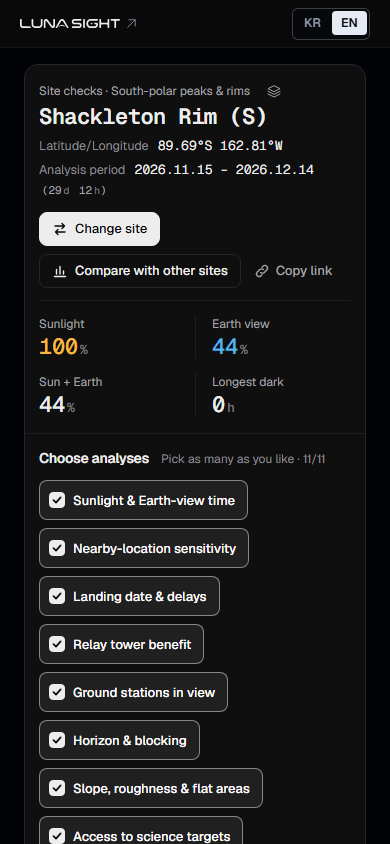 LUNA SIGHT
KR EN
Site checks · South-polar peaks & rims
Shackleton Rim (S)
Latitude/Longitude 89.69°S 162.81°W
Analysis period 2026.11.15 – 2026.12.14
(29d 12h)
Change site
Compare with other sites Copy link
Sunlight Earth view
100% 44%
Sun + Earth Longest dark
44% 0h
Choose analyses Pick as many as you like · 11/11
Sunlight & Earth-view time
Nearby-location sensitivity
Landing date & delays
Relay tower benefit
Ground stations in view
Horizon & blocking
Slope, roughness & flat areas
Access to science targets